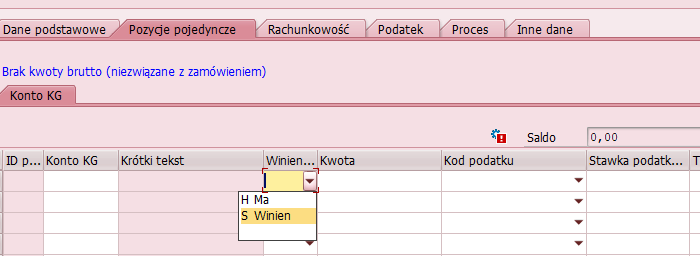 Dane podstawowe Pozycje pojedyncze Rachunkowość Podatek Proces Inne dane
Brak kwoty brutto (niezwiązane z zamówieniem)
Konto KG
Saldo 0,00
ID p... Konto KG Krótki tekst Winien... Kwota Kod podatku Stawka podatk... T
H Ma
S Winien